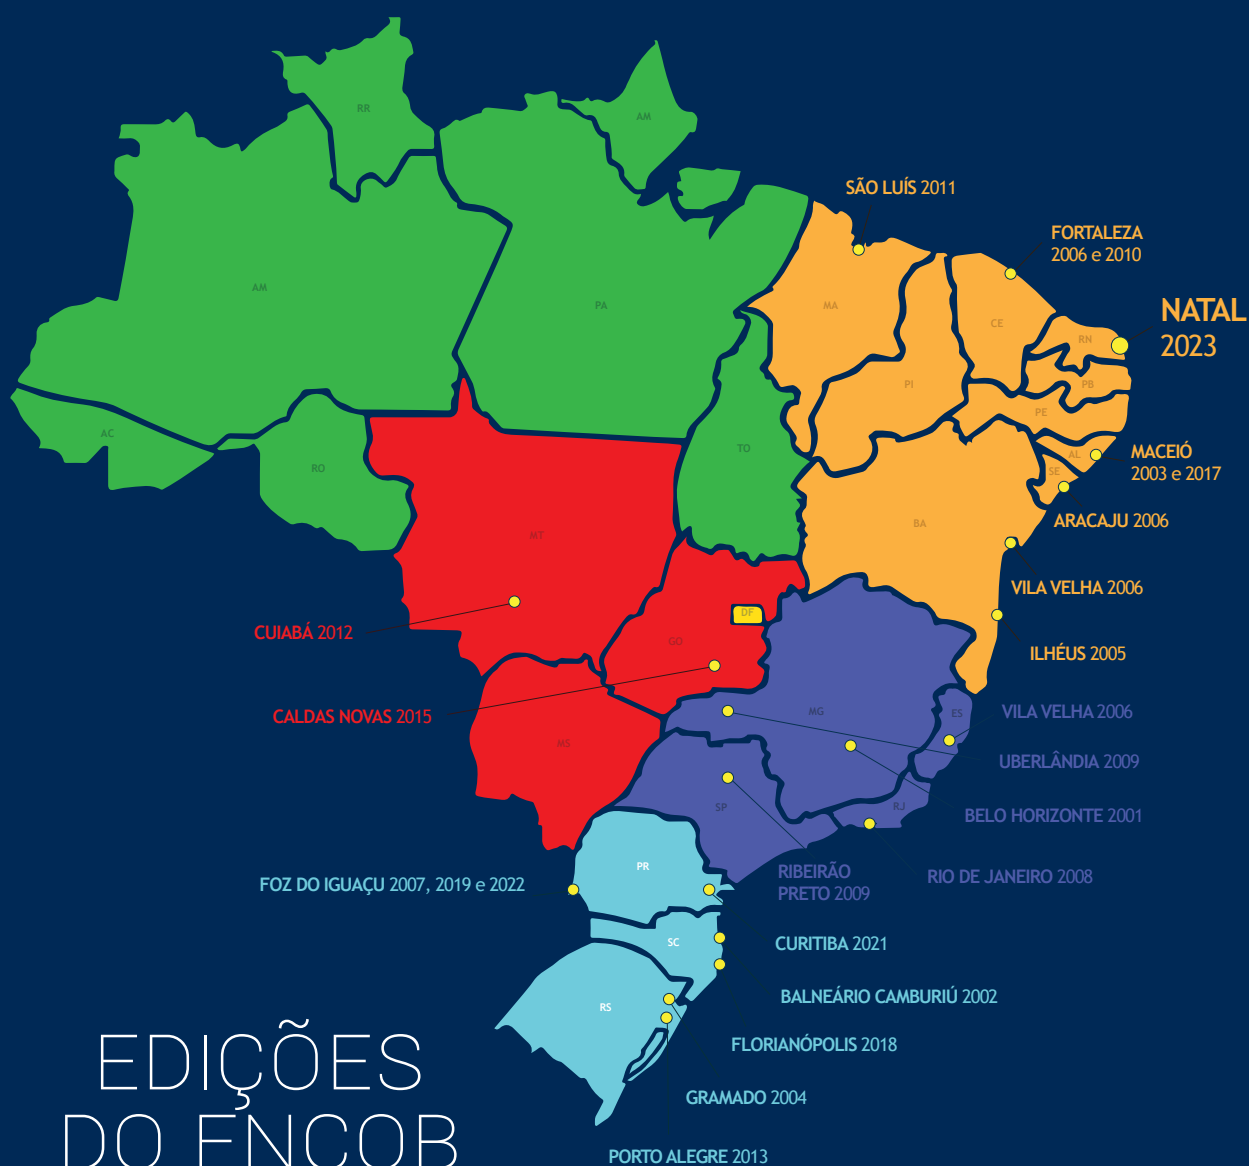 RR
AM
SÃO LUÍS 2011
FORTALEZA
2006 e 2010
AM
PA
MA
NATAL
2023
CE
RN
PI
PB
PE
AC
TO
RO
AL
SE
MACEIÓ
2003 e 2017
ARACAJU 2006
BA
MT
VILA VELHA 2006
DF
CUIABÁ 2012
GO
ILHÉUS 2005
CALDAS NOVAS 2015
MG
ES
VILA VELHA 2006
MS
UBERLÂNDIA 2009
SP
RJ
BELO HORIZONTE 2001
PR
RIBEIRÃO
PRETO 2009
RIO DE JANEIRO 2008
FOZ DO IGUAÇU 2007, 2019 e 2022
SC
CURITIBA 2021
BALNEÁRIO CAMBURIÚ 2002
RS
FLORIANÓPOLIS 2018
GRAMADO 2004
PORTO ALEGRE 2013
EDIÇÕES
DO ENCOB